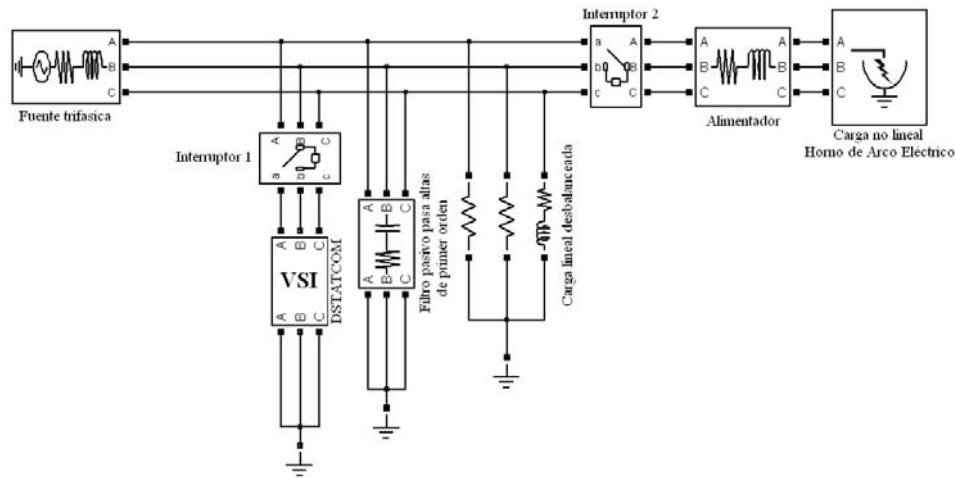 Fuente trifasica
A
B
C
Interruptor 1
A B C
a b c
A B C
VSI
A B C
DSTATCOM
A B C
A B C
Filtro pasivo pasa altas
de primer orden
Carga lineal desbalanceada
Interruptor 2
a A
b B
c C
A A
B B
C C
Alimentador
A
B
C
Carga no lineal
Horno de Arco Eléctrico